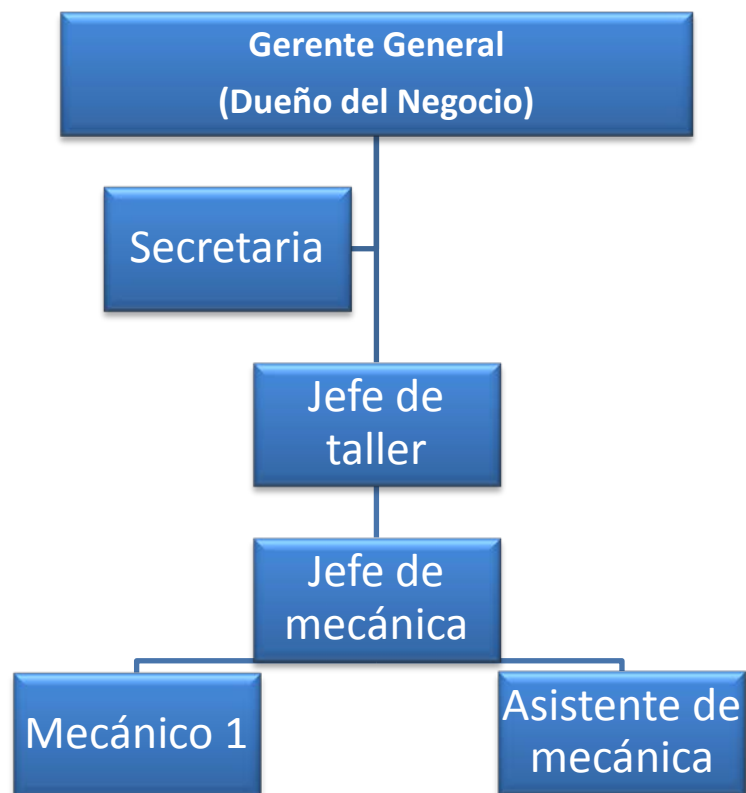 Gerente General
(Dueño del Negocio)
Secretaria
Jefe de
taller
Jefe de
mecánica
Mecánico 1
Asistente de
mecánica